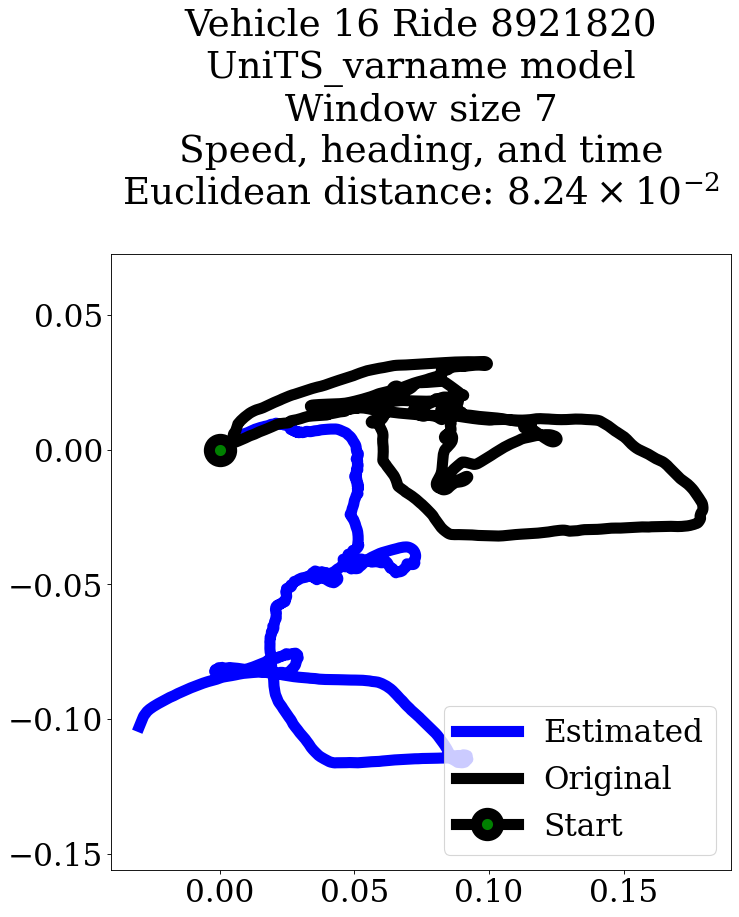 Vehicle 16 Ride 8921820
UniTS_varname model
Window size 7
Speed, heading, and time
Euclidean distance: 8.24 × 10⁻²
0.05
0.00
−0.05
−0.10
−0.15
0.00 0.05 0.10 0.15
Estimated
Original
Start